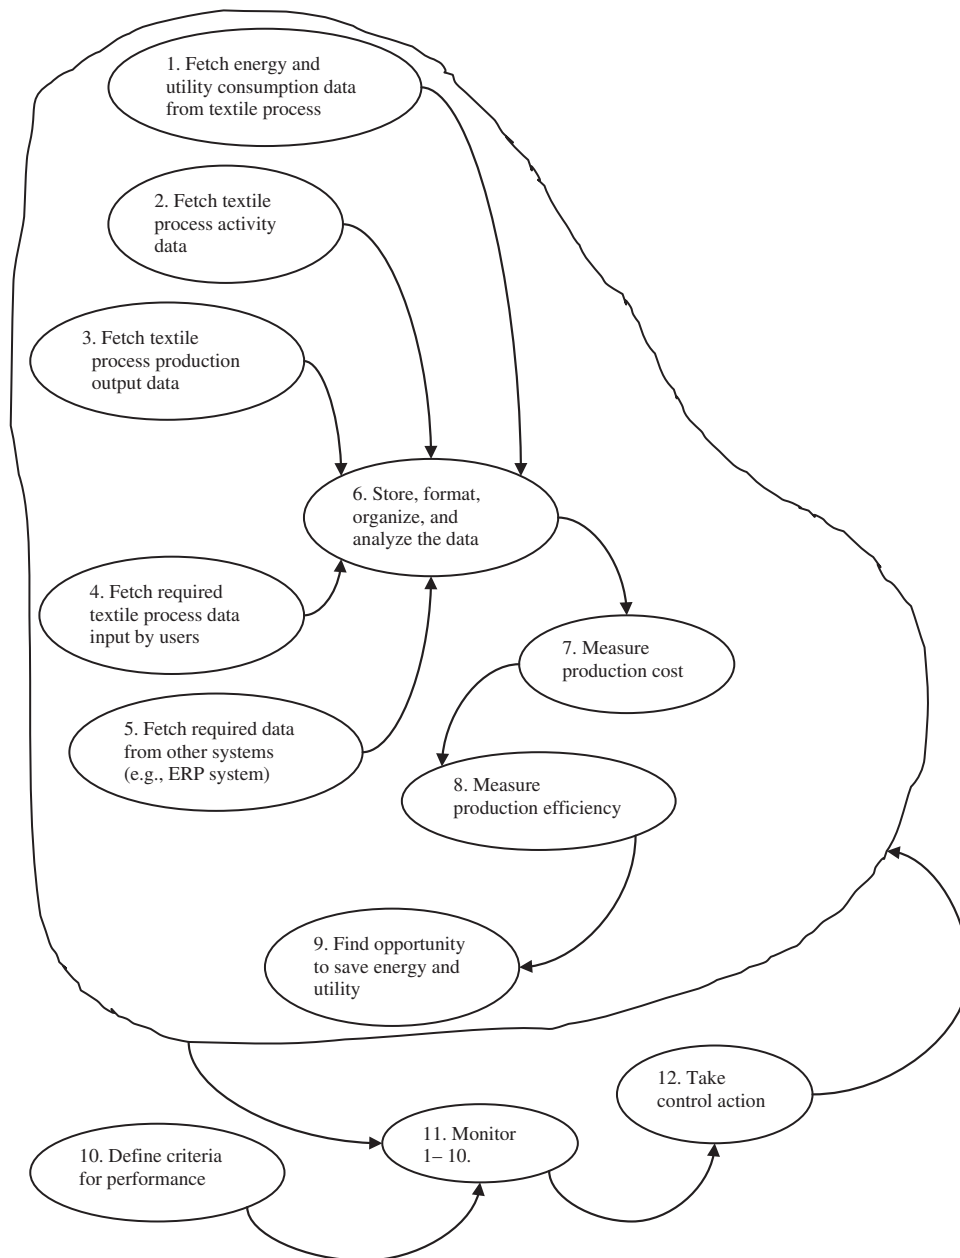 1. Fetch energy and
utility consumption data
from textile process
2. Fetch textile
process activity
data
3. Fetch textile
process production
output data
6. Store, format,
organize, and
analyze the data
4. Fetch required
textile process data
input by users
7. Measure
production cost
5. Fetch required data
from other systems
(e.g., ERP system)
8. Measure
production efficiency
9. Find opportunity
to save energy and
utility
12. Take
control action
11. Monitor
1– 10.
10. Define criteria
for performance